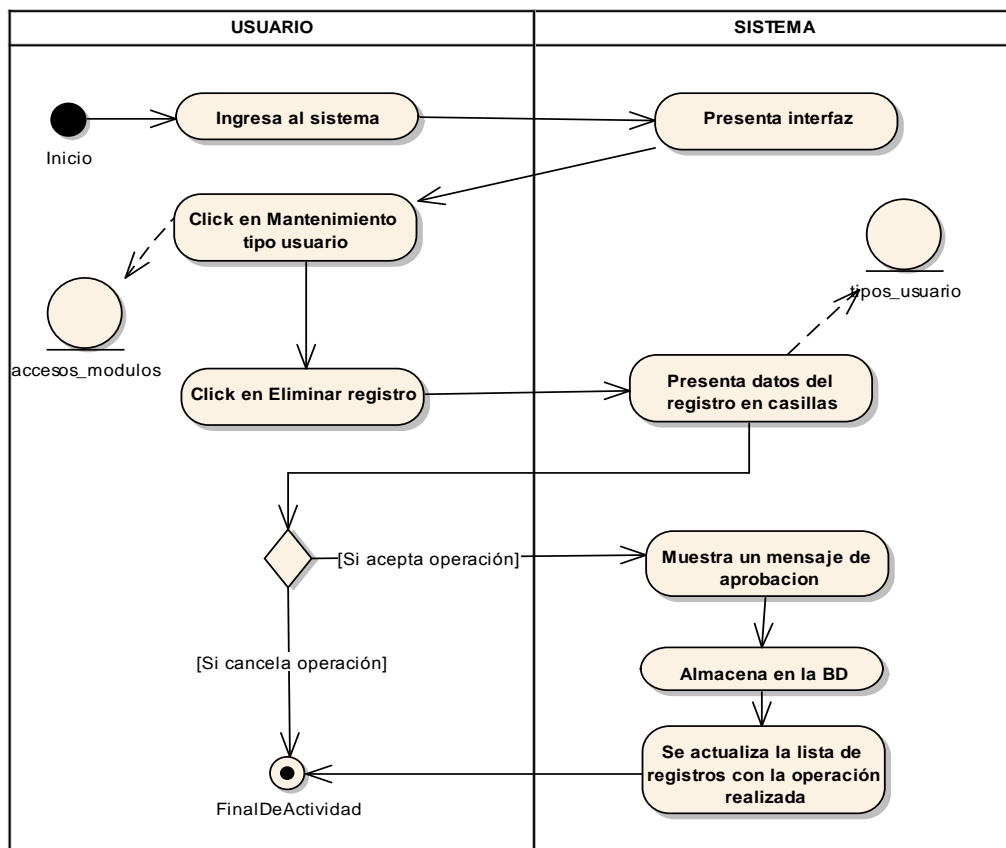 USUARIO
SISTEMA
Ingresa al sistema
Presenta interfaz
Inicio
Click en Mantenimiento
tipo usuario
accesos_modulos
tipos_usuario
Click en Eliminar registro
Presenta datos del
registro en casillas
[Si acepta operación]
Muestra un mensaje de
aprobacion
[Si cancela operación]
Almacena en la BD
Se actualiza la lista de
registros con la operación
realizada
FinalDeActividad